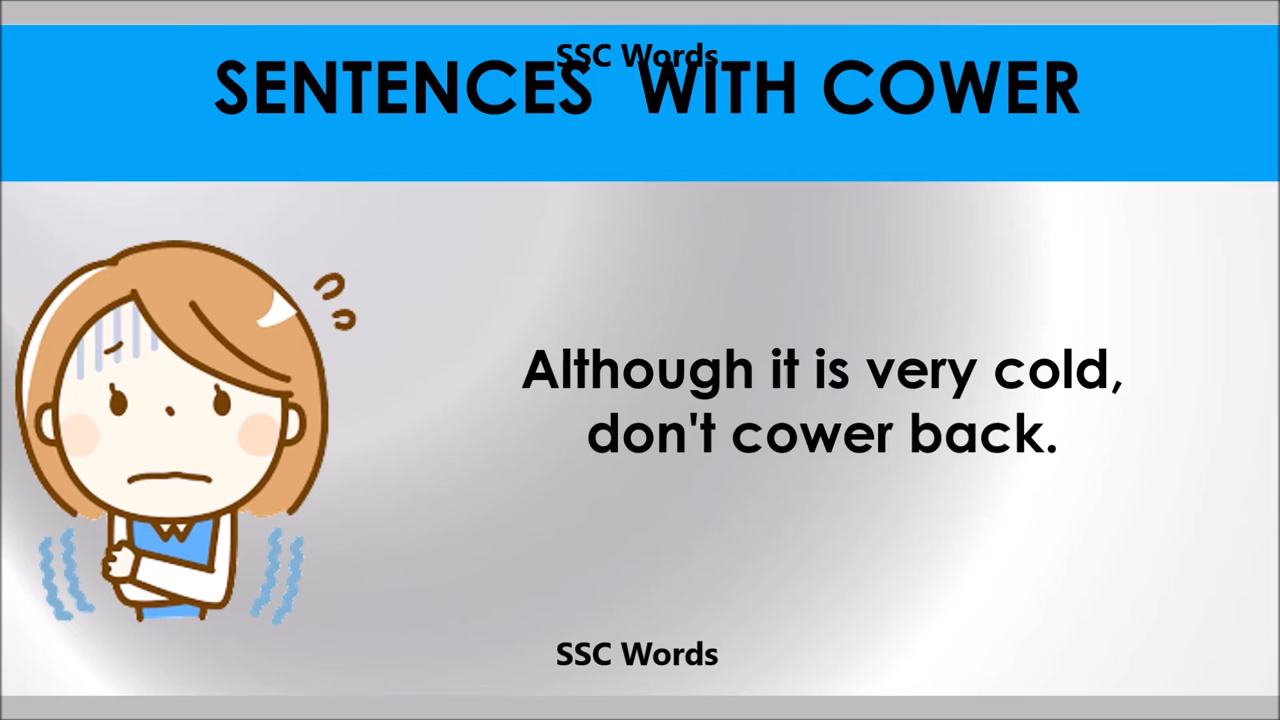 SSC Words
SENTENCES WITH COWER
Although it is very cold,
don't cower back.
SSC Words